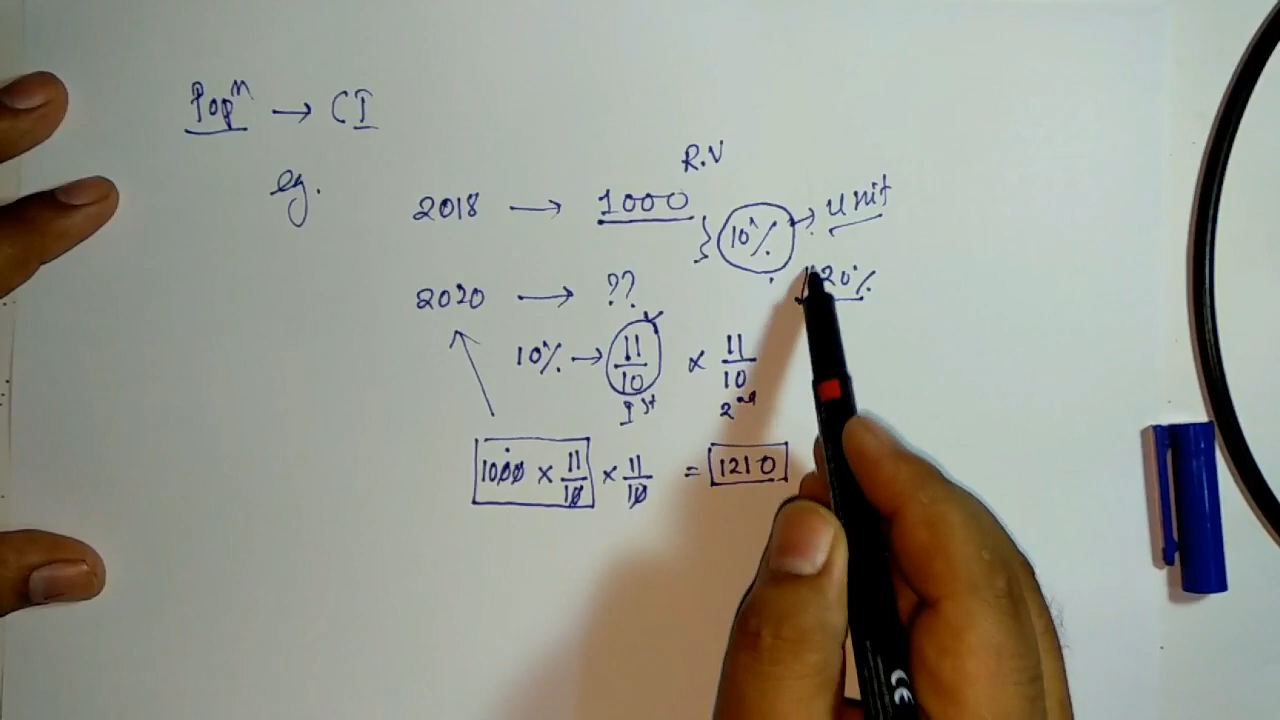 Popⁿ → CI
eg.
R.V
2018 → 1000 } 10% → unit
20%
2020 → ??
10% → 11/10 × 11/10
1st 2nd
1000 × 11/10 × 11/10 = 1210
CE